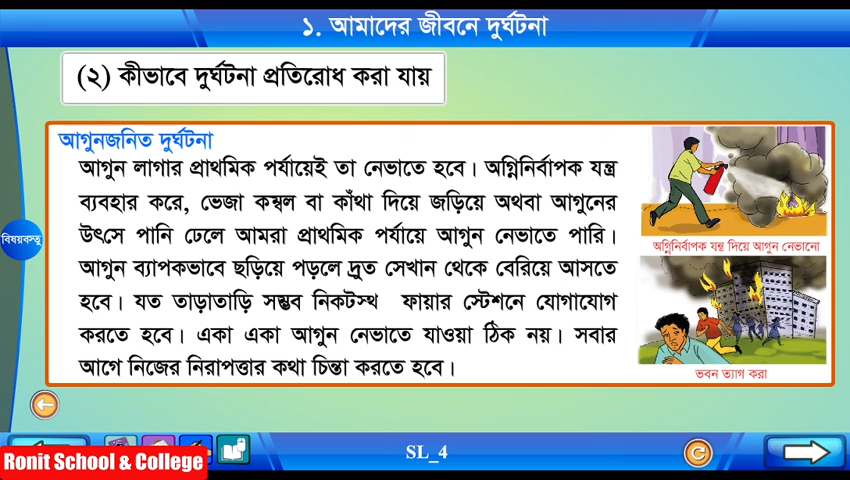 ১. আমাদের জীবনে দুর্ঘটনা
(২) কীভাবে দুর্ঘটনা প্রতিরোধ করা যায়
আগুনজনিত দুর্ঘটনা
আগুন লাগার প্রাথমিক পর্যায়েই তা নেভাতে হবে। অগ্নিনির্বাপক যন্ত্র
ব্যবহার করে, ভেজা কম্বল বা কাঁথা দিয়ে জড়িয়ে অথবা আগুনের
উৎসে পানি ঢেলে আমরা প্রাথমিক পর্যায়ে আগুন নেভাতে পারি।
আগুন ব্যাপকভাবে ছড়িয়ে পড়লে দ্রুত সেখান থেকে বেরিয়ে আসতে
হবে। যত তাড়াতাড়ি সম্ভব নিকটস্থ ফায়ার স্টেশনে যোগাযোগ
করতে হবে। একা একা আগুন নেভাতে যাওয়া ঠিক নয়। সবার
আগে নিজের নিরাপত্তার কথা চিন্তা করতে হবে।
অগ্নিনির্বাপক যন্ত্র দিয়ে আগুন নেভানো
ভবন ত্যাগ করা
বিষয়বস্তু
SL_4
Ronit School & College